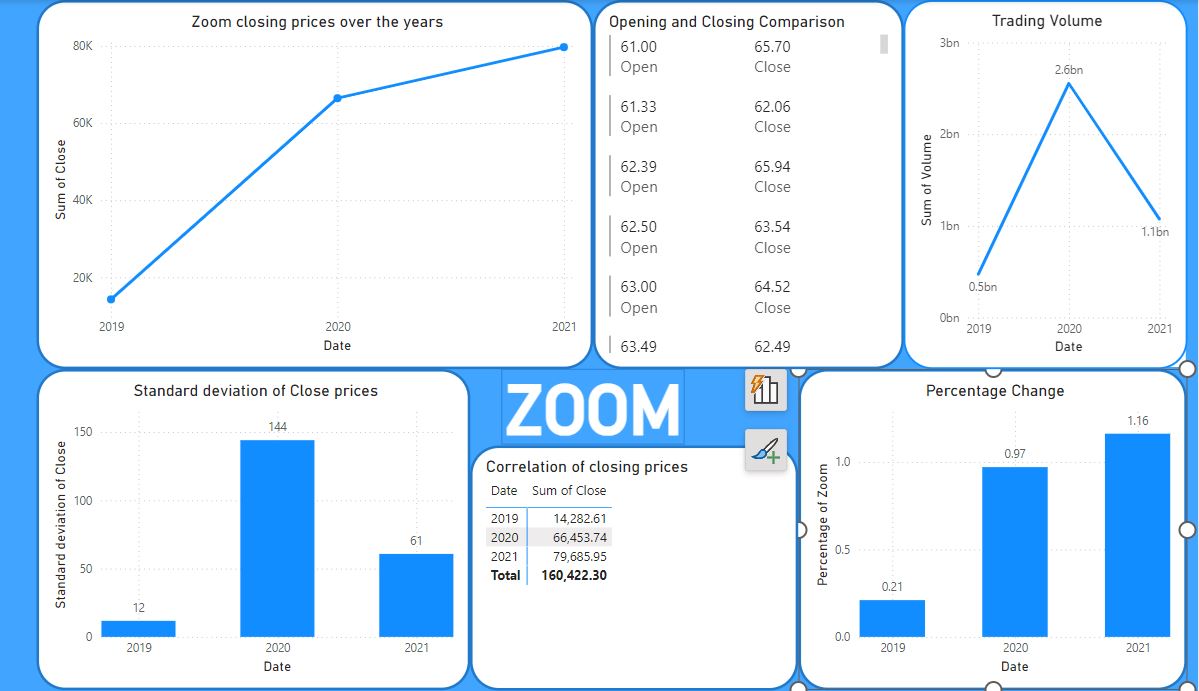 Zoom closing prices over the years
80K
60K
40K
20K
Sum of Close
2019 2020 2021
Date
Opening and Closing Comparison
61.00 65.70
Open Close
61.33 62.06
Open Close
62.39 65.94
Open Close
62.50 63.54
Open Close
63.00 64.52
Open Close
63.49 62.49
Trading Volume
3bn
2bn
1bn
0bn
Sum of Volume
2.6bn
1.1bn
0.5bn
2019 2020 2021
Date
Standard deviation of Close prices
150
100
50
0
Standard deviation of Close
12
144
61
2019 2020 2021
Date
ZOOM
Correlation of closing prices
Date Sum of Close
2019 14,282.61
2020 66,453.74
2021 79,685.95
Total 160,422.30
Percentage Change
1.0
0.5
0.0
Percentage of Zoom
0.21
0.97
1.16
2019 2020 2021
Date